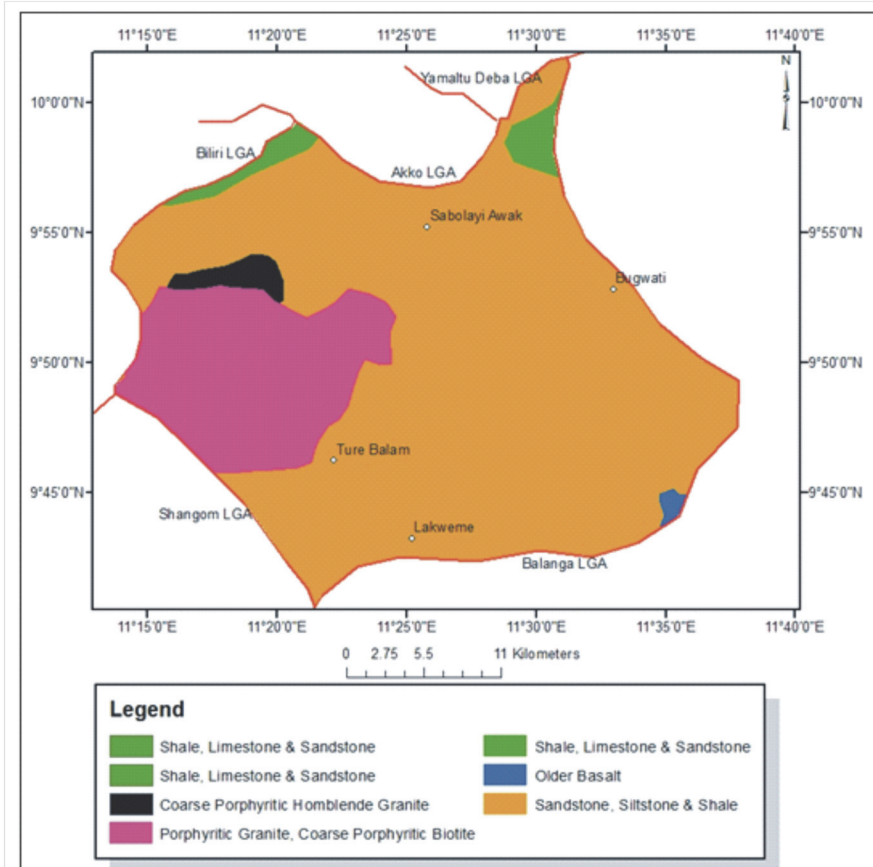 11°15'0"E 11°20'0"E 11°25'0"E 11°30'0"E 11°35'0"E 11°40'0"E
N
Yamaltu Deba LGA
10°0'0"N 10°0'0"N
Biliri LGA
Akko LGA
Sabolayi Awak
9°55'0"N 9°55'0"N
Bugwati
9°50'0"N 9°50'0"N
Ture Balam
9°45'0"N 9°45'0"N
Shangom LGA
Lakweme
Balanga LGA
11°15'0"E 11°20'0"E 11°25'0"E 11°30'0"E 11°35'0"E 11°40'0"E
0 2.75 5.5 11 Kilometers
Legend
Shale, Limestone & Sandstone
Shale, Limestone & Sandstone
Coarse Porphyritic Homblende Granite
Porphyritic Granite, Coarse Porphyritic Biotite
Shale, Limestone & Sandstone
Older Basalt
Sandstone, Siltstone & Shale